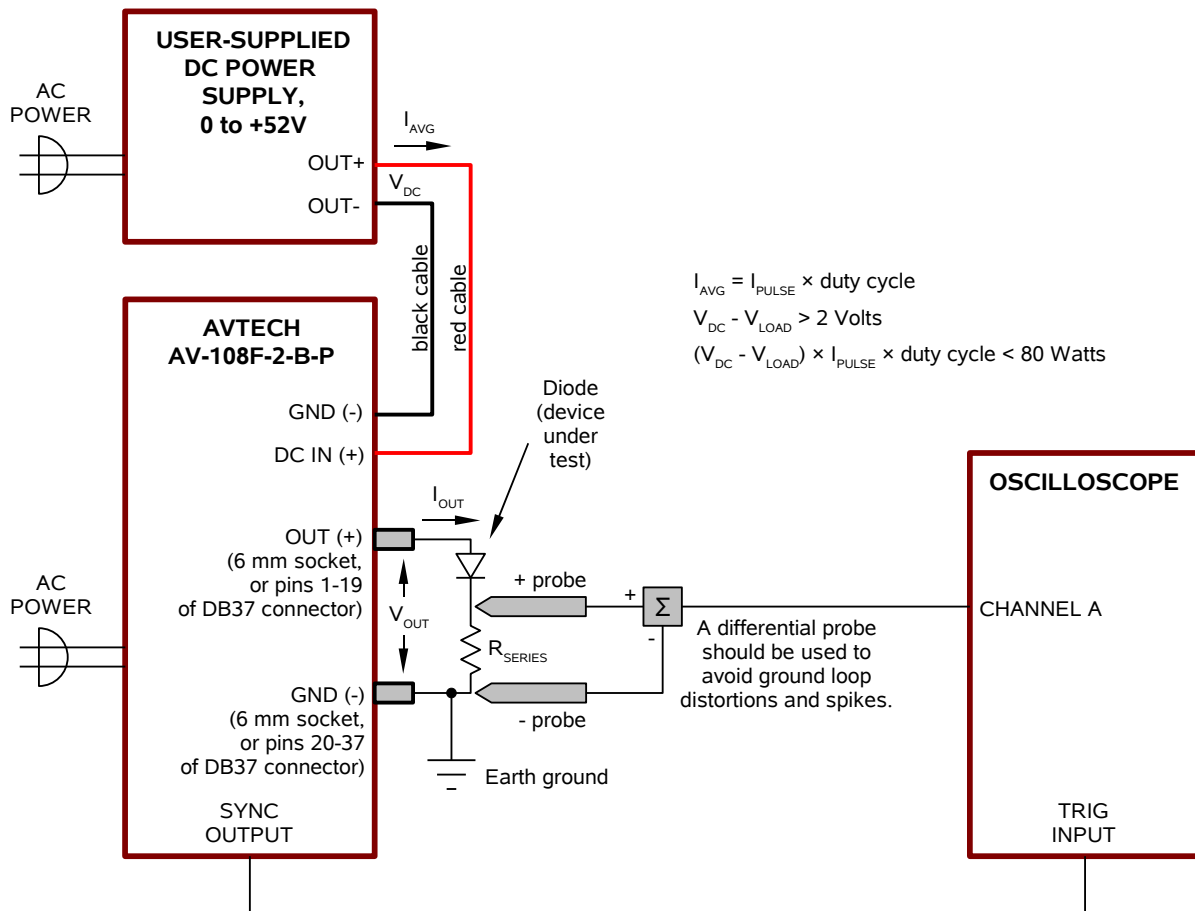 USER-SUPPLIED
DC POWER
SUPPLY,
0 to +52V
AC
POWER
OUT+
OUT-
I_AVG
V_DC
black cable
red cable
I_AVG = I_PULSE × duty cycle
V_DC - V_LOAD > 2 Volts
(V_DC - V_LOAD) × I_PULSE × duty cycle < 80 Watts
AVTECH
AV-108F-2-B-P
GND (-)
DC IN (+)
Diode
(device
under
test)
I_OUT
OUT (+)
(6 mm socket,
or pins 1-19
of DB37 connector)
AC
POWER
V_OUT
+ probe
+
Σ
-
R_SERIES
- probe
A differential probe
should be used to
avoid ground loop
distortions and spikes.
GND (-)
(6 mm socket,
or pins 20-37
of DB37 connector)
Earth ground
SYNC
OUTPUT
OSCILLOSCOPE
CHANNEL A
TRIG
INPUT